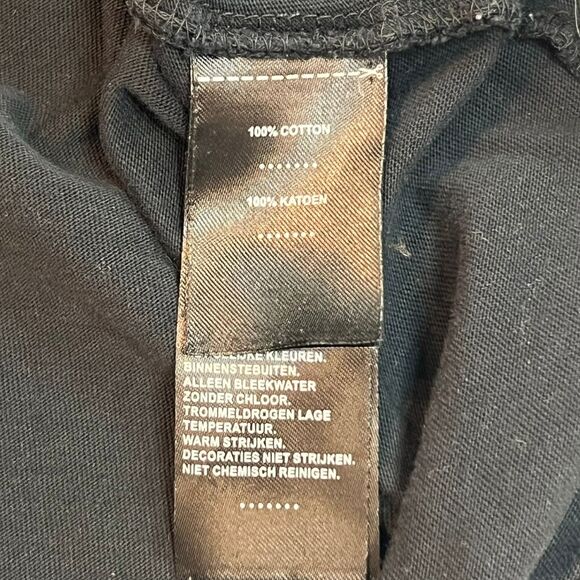 100% COTTON
100% KATOEN
KLEUREN.
BINNENSTEBUITEN.
ALLEEN BLEEKWATER
ZONDER CHLOOR.
TROMMELDROGEN LAGE
TEMPERATUUR.
WARM STRIJKEN.
DECORATIES NIET STRIJKEN.
NIET CHEMISCH REINIGEN.